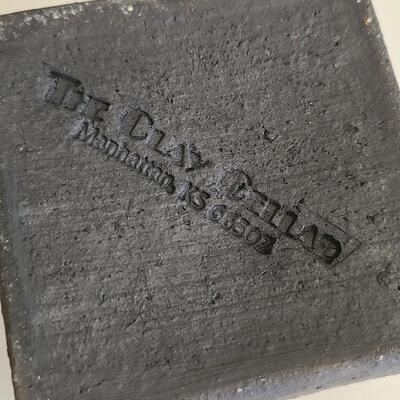 THE CLAY CELLAR
Manhattan, KS 66502